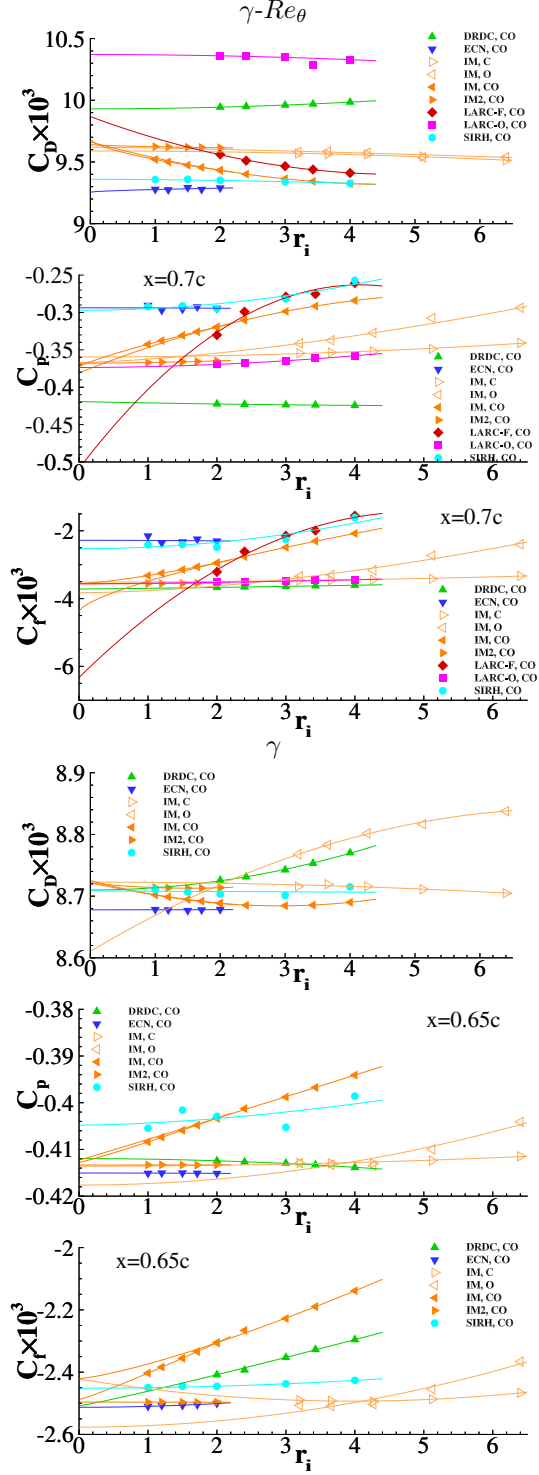 γ-Re_θ
10.5
10
9.5
9
C_D×10^3
0 1 2 3 4 5 6
r_i
DRDC, CO
ECN, CO
IM, C
IM, O
IM, CO
IM2, CO
LARC-F, CO
LARC-O, CO
SIRH, CO
x=0.7c
-0.25
-0.3
-0.35
-0.4
-0.45
-0.5
C_p
0 1 2 3 4 5 6
r_i
DRDC, CO
ECN, CO
IM, C
IM, O
IM, CO
IM2, CO
LARC-F, CO
LARC-O, CO
SIRH, CO
x=0.7c
-2
-4
-6
C_f×10^3
0 1 2 3 4 5 6
r_i
DRDC, CO
ECN, CO
IM, C
IM, O
IM, CO
IM2, CO
LARC-F, CO
LARC-O, CO
SIRH, CO
γ
8.9
8.8
8.7
8.6
C_D×10^3
0 1 2 3 4 5 6
r_i
DRDC, CO
ECN, CO
IM, C
IM, O
IM, CO
IM2, CO
SIRH, CO
x=0.65c
-0.38
-0.39
-0.4
-0.41
-0.42
C_p
0 1 2 3 4 5 6
r_i
DRDC, CO
ECN, CO
IM, C
IM, O
IM, CO
IM2, CO
SIRH, CO
x=0.65c
-2
-2.2
-2.4
-2.6
C_f×10^3
0 1 2 3 4 5 6
r_i
DRDC, CO
ECN, CO
IM, C
IM, O
IM, CO
IM2, CO
SIRH, CO